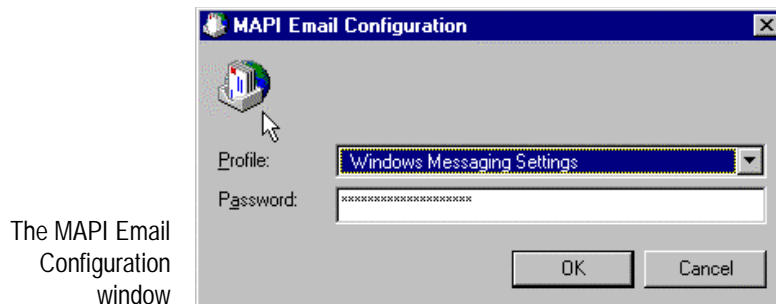 MAPI Email Configuration
Profile:
Windows Messaging Settings
Password:
********************
OK
Cancel
The MAPI Email
Configuration
window